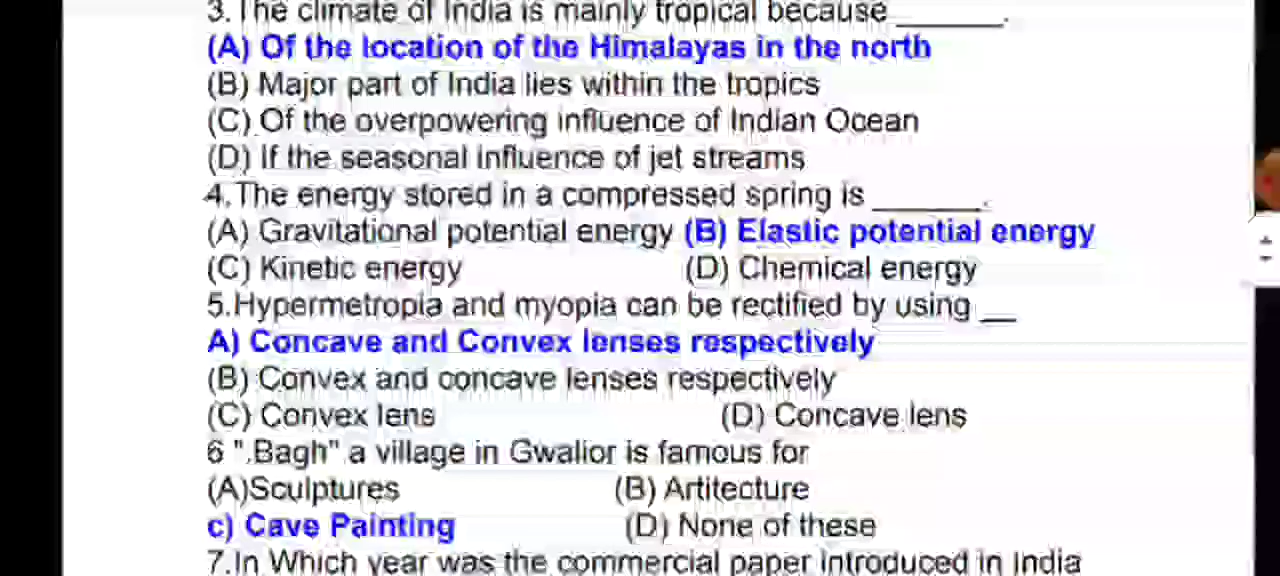 3.The climate of India is mainly tropical because _______.
(A) Of the location of the Himalayas in the north
(B) Major part of India lies within the tropics
(C) Of the overpowering influence of Indian Ocean
(D) If the seasonal influence of jet streams
4.The energy stored in a compressed spring is _______.
(A) Gravitational potential energy (B) Elastic potential energy
(C) Kinetic energy (D) Chemical energy
5.Hypermetropia and myopia can be rectified by using __
A) Concave and Convex lenses respectively
(B) Convex and concave lenses respectively
(C) Convex lens (D) Concave lens
6 ".Bagh" a village in Gwalior is famous for
(A)Sculptures (B) Artitecture
c) Cave Painting (D) None of these
7.In Which year was the commercial paper introduced in India